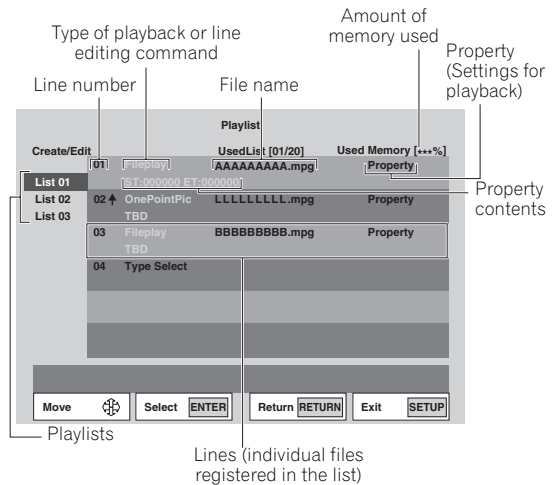 Type of playback or line
editing command
Amount of
memory used
Line number
File name
Property
(Settings for
playback)
Playlist
Create/Edit
UsedList [01/20]
Used Memory [***%]
01 Fileplay AAAAAAAAA.mpg Property
List 01
ST:000000 ET:000000
Property
contents
List 02
02 OnePointPic LLLLLLLLL.mpg Property
List 03
TBD
03 Fileplay BBBBBBBBB.mpg Property
TBD
04 Type Select
Move Select ENTER Return RETURN Exit SETUP
Playlists
Lines (individual files
registered in the list)